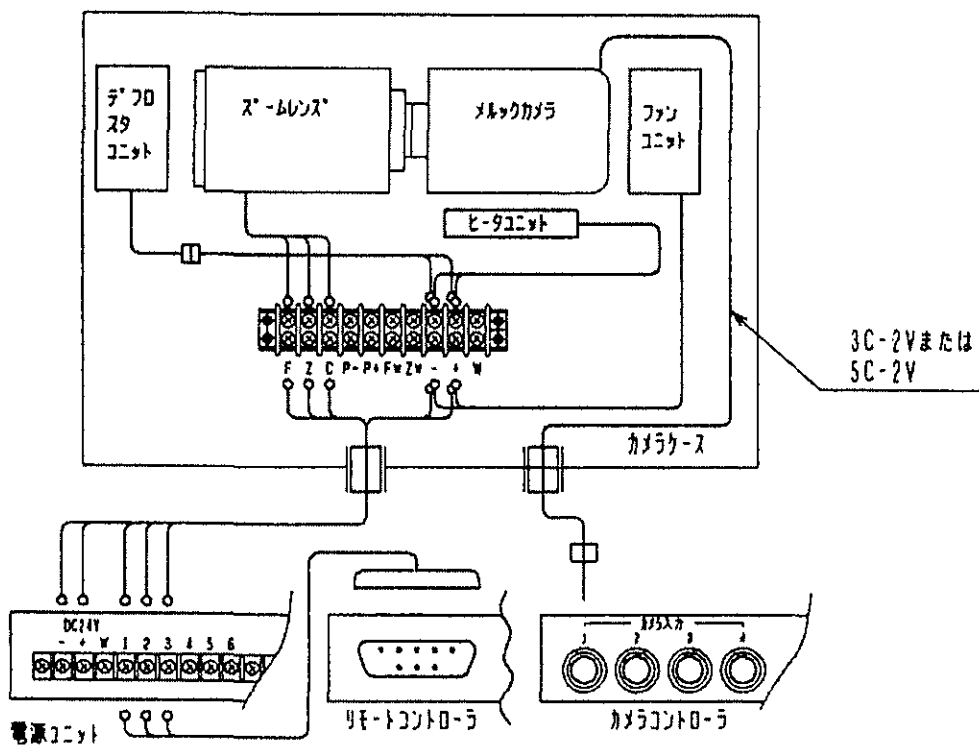 デフロ
スタ
ユニット
ズームレンズ
メルックカメラ
ファン
ユニット
ヒータユニット
F Z C P- P+ FW ZW - + W
3C-2Vまたは
5C-2V
カメラケース
DC24V
- + W 1 2 3 4 5 6
カメラ入力
1 2 3 4
電源ユニット
リモートコントローラ
カメラコントローラ